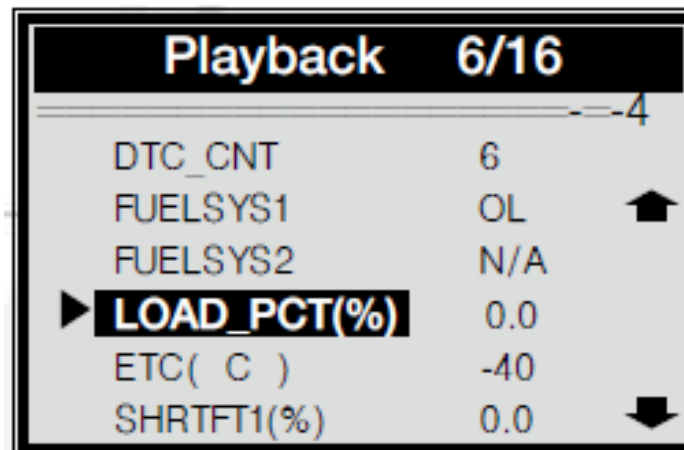 Playback 6/16
=============================- -=-4
DTC_CNT 6
FUELSYS1 OL
FUELSYS2 N/A
LOAD_PCT(%) 0.0
ETC( C ) -40
SHRTFT1(%) 0.0